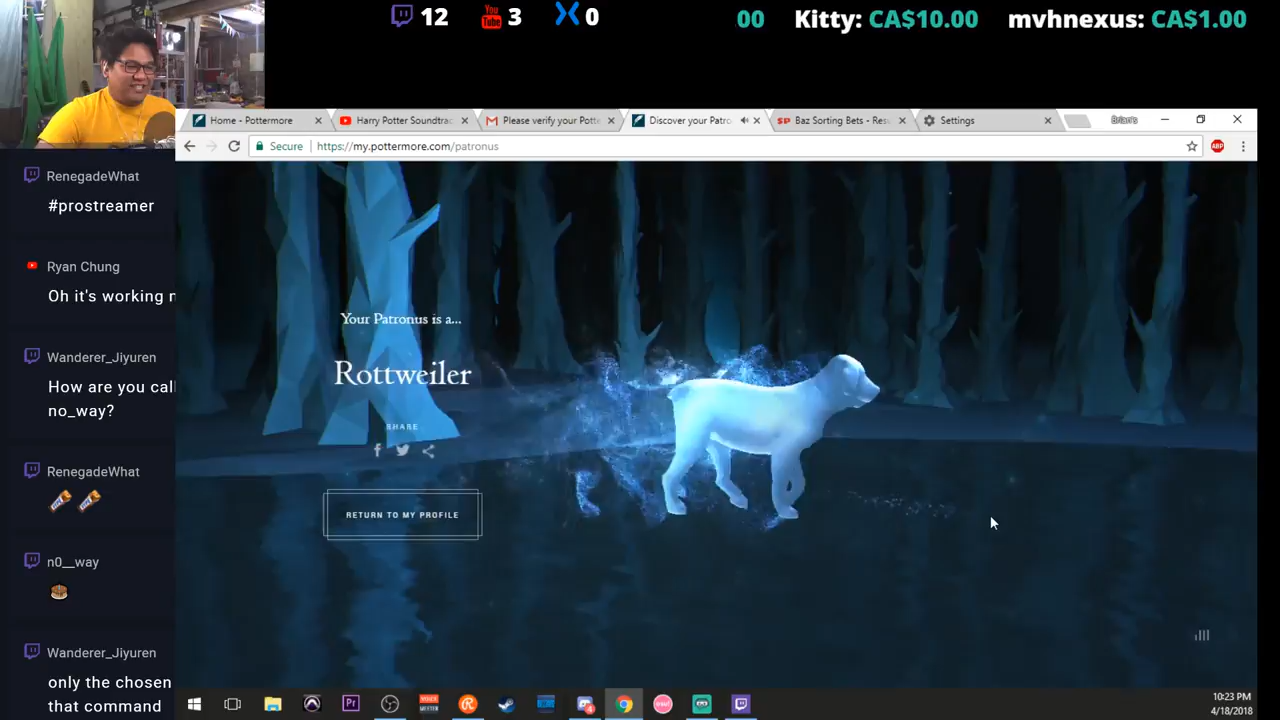 12 3 0 00 Kitty: CA$10.00 mvhnexus: CA$1.00
Home - Pottermore Harry Potter Soundtrac Please verify your Potte Discover your Patro Baz Sorting Bets - Resu Settings
Secure https://my.pottermore.com/patronus
RenegadeWhat
#prostreamer
Ryan Chung
Oh it's working n
Wanderer_Jiyuren
How are you call
no_way?
RenegadeWhat
n0__way
Wanderer_Jiyuren
only the chosen
that command
Your Patronus is a...
Rottweiler
SHARE
RETURN TO MY PROFILE
10:23 PM
4/18/2018